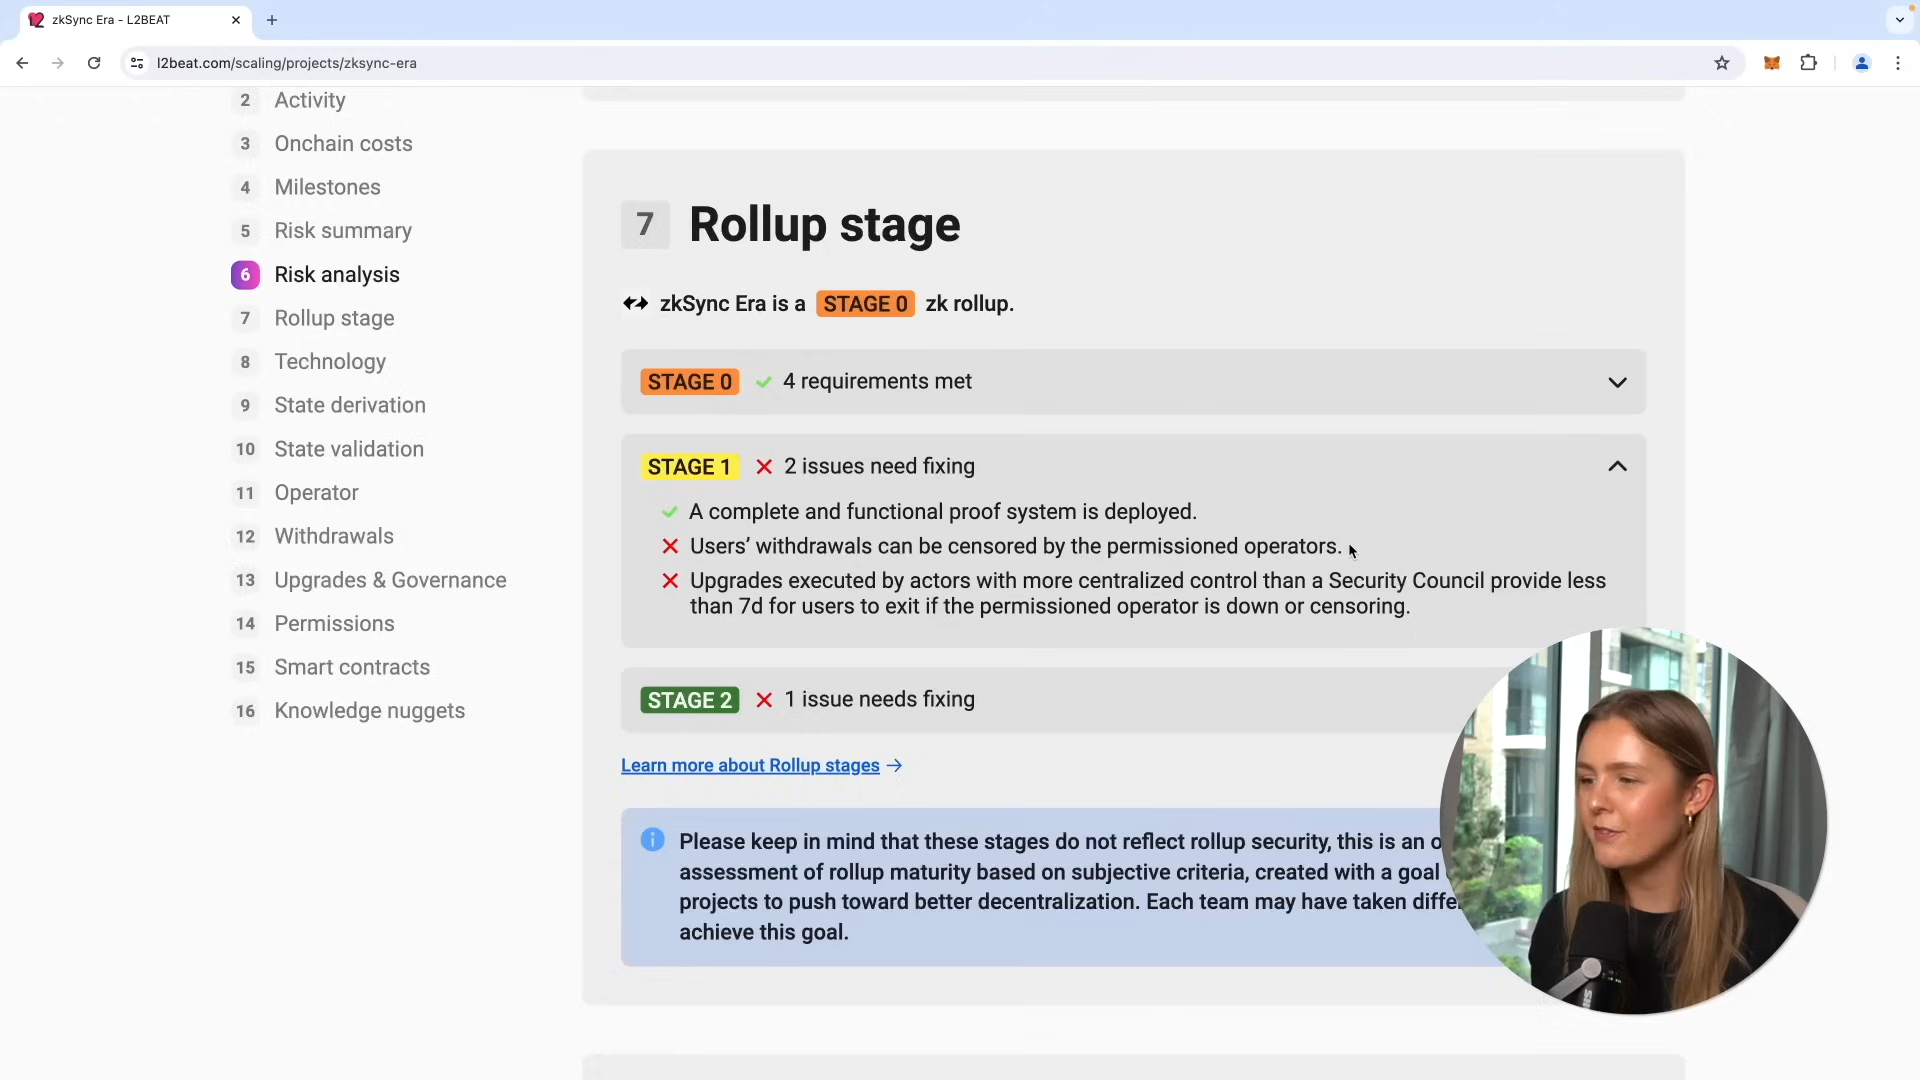 zkSync Era - L2BEAT
l2beat.com/scaling/projects/zksync-era
2 Activity
3 Onchain costs
4 Milestones
5 Risk summary
6 Risk analysis
7 Rollup stage
8 Technology
9 State derivation
10 State validation
11 Operator
12 Withdrawals
13 Upgrades & Governance
14 Permissions
15 Smart contracts
16 Knowledge nuggets
7 Rollup stage
zkSync Era is a STAGE 0 zk rollup.
STAGE 0 4 requirements met
STAGE 1 2 issues need fixing
A complete and functional proof system is deployed.
Users’ withdrawals can be censored by the permissioned operators.
Upgrades executed by actors with more centralized control than a Security Council provide less
than 7d for users to exit if the permissioned operator is down or censoring.
STAGE 2 1 issue needs fixing
Learn more about Rollup stages
Please keep in mind that these stages do not reflect rollup security, this is an
assessment of rollup maturity based on subjective criteria, created with a goal
projects to push toward better decentralization. Each team may have taken
achieve this goal.